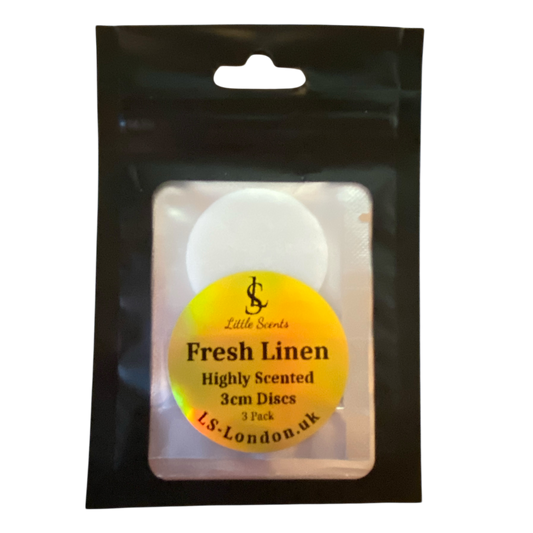 LS
Little Scents
Fresh Linen
Highly Scented
3cm Discs
3 Pack
LS-London.uk